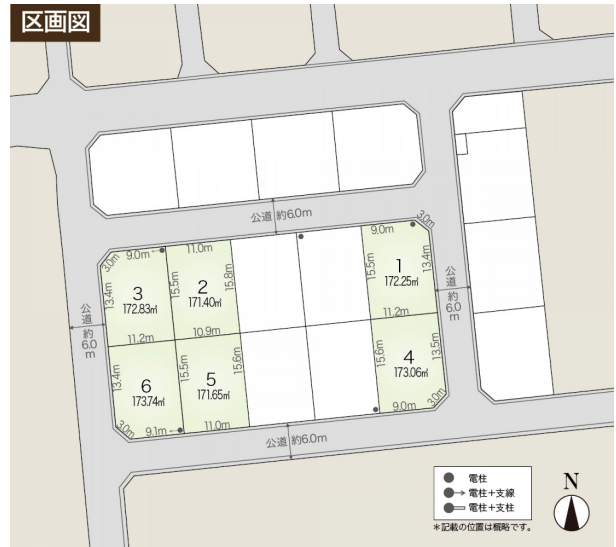 区画図
公道 約6.0m
3.0m
9.0m
11.0m
9.0m
3.0m
公道 約6.0m
13.4m
3
172.83㎡
15.5m
2
171.40㎡
15.8m
15.5m
1
172.25㎡
13.4m
公道 約6.0m
11.2m
10.9m
11.2m
13.4m
6
173.74㎡
15.5m
5
171.65㎡
15.6m
15.6m
4
173.06㎡
13.5m
3.0m
9.1m
11.0m
9.0m
3.0m
公道 約6.0m
電柱
電柱+支線
電柱+支柱
＊記載の位置は概略です。
N